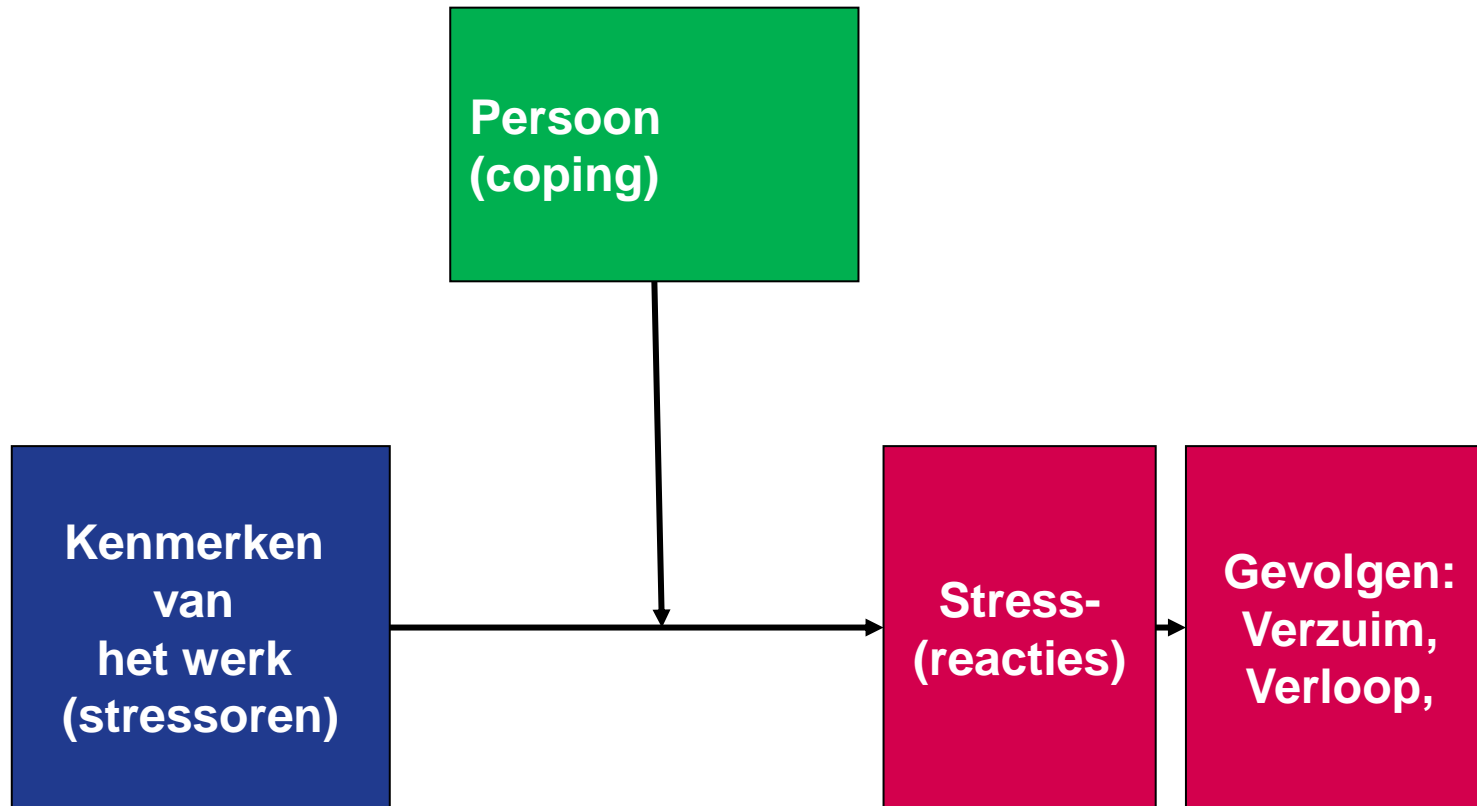 Persoon
(coping)
Kenmerken
van
het werk
(stressoren)
Stress-
(reacties)
Gevolgen:
Verzuim,
Verloop,